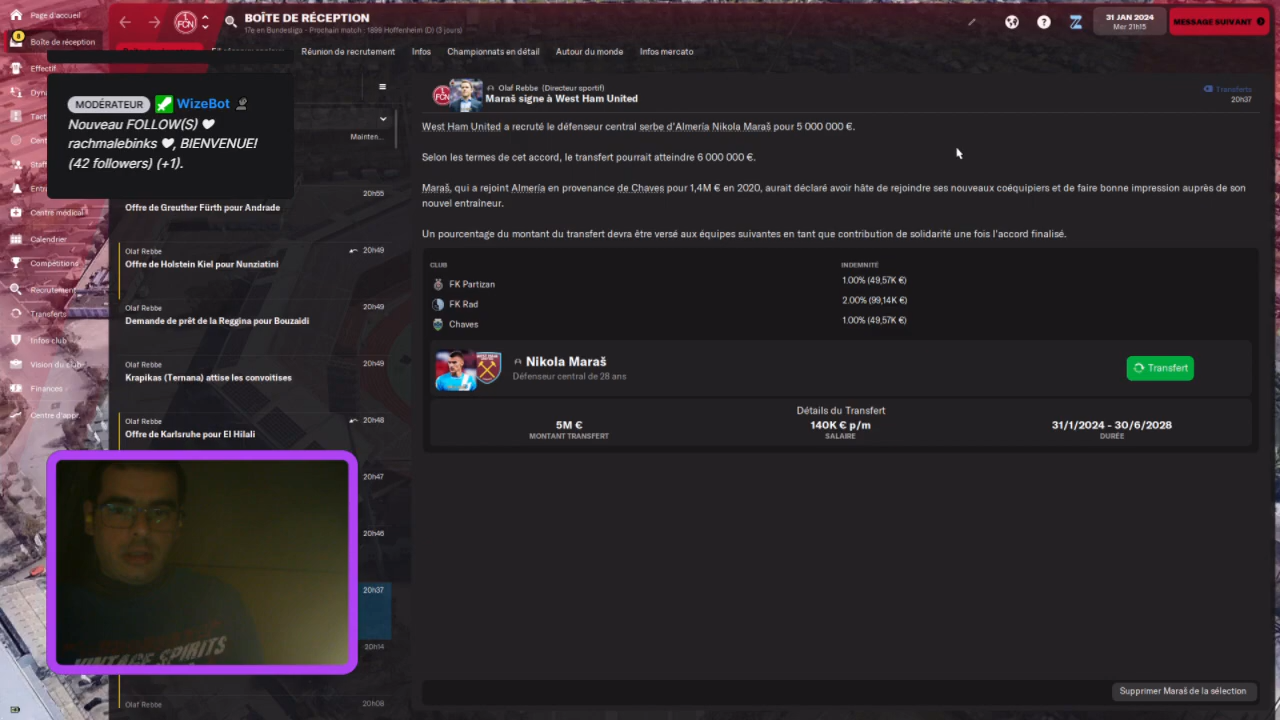 Page d'accueil
BOÎTE DE RÉCEPTION
17e en Bundesliga - Prochain match : 1899 Hoffenheim (D) (3 jours)
31 JAN 2024
Mer 21h15
MESSAGE SUIVANT
8
Boîte de réception
Réunion de recrutement
Infos
Championnats en détail
Autour du monde
Infos mercato
Effectif
MODÉRATEUR WizeBot
Nouveau FOLLOW(S)
rachmalebinks , BIENVENUE!
(42 followers) (+1).
Centre médical
Calendrier
Compétitions
Recrutement
Transferts
Infos club
Vision du club
Finances
Centre d'appr.
Mainten...
20h55
Offre de Greuther Fürth pour Andrade
Olaf Rebbe
20h49
Offre de Holstein Kiel pour Nunziatini
Olaf Rebbe
20h49
Demande de prêt de la Reggina pour Bouzaidi
Olaf Rebbe
20h49
Krapikas (Ternana) attise les convoitises
Olaf Rebbe
20h48
Offre de Karlsruhe pour El Hilali
20h47
20h46
20h37
20h14
Olaf Rebbe
20h08
Olaf Rebbe (Directeur sportif)
Maraš signe à West Ham United
Transferts
20h37
West Ham United a recruté le défenseur central serbe d'Almería Nikola Maraš pour 5 000 000 €.
Selon les termes de cet accord, le transfert pourrait atteindre 6 000 000 €.
Maraš, qui a rejoint Almería en provenance de Chaves pour 1,4M € en 2020, aurait déclaré avoir hâte de rejoindre ses nouveaux coéquipiers et de faire bonne impression auprès de son
nouvel entraîneur.
Un pourcentage du montant du transfert devra être versé aux équipes suivantes en tant que contribution de solidarité une fois l'accord finalisé.
CLUB
INDEMNITÉ
FK Partizan
1.00% (49,57K €)
FK Rad
2.00% (99,14K €)
Chaves
1.00% (49,57K €)
Nikola Maraš
Défenseur central de 28 ans
Transfert
Détails du Transfert
5M €
MONTANT TRANSFERT
140K € p/m
SALAIRE
31/1/2024 - 30/6/2028
DURÉE
Supprimer Maraš de la sélection
VINTAGE SPIRITS